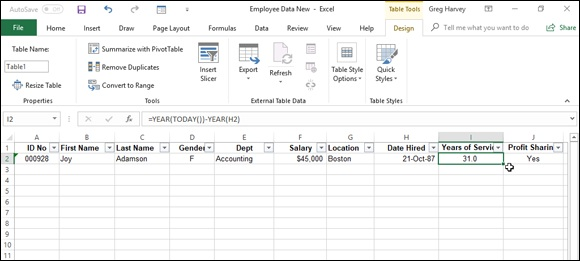 AutoSave Off Employee Data New - Excel Table Tools Greg Harvey
File Home Insert Page Layout Formulas Data Review View Design Tell me what you want to do Share
Table Name:
Table1
Resize Table
Properties
Summarize with PivotTable
Remove Duplicates
Convert to Range
Tools
Insert Slicer
Export Refresh
External Table Data
Table Style Options
Quick Styles
Table Styles
I2 fx =YEAR(TODAY())-YEAR(H2)
A B C D E F G H I J
1 ID No First Name Last Name Gender Dept Salary Location Date Hired Years of Servic Profit Sharin
2 000928 Joy Adamson F Accounting $45,000 Boston 21-Oct-87 31.0 Yes
3
4
5
6
7
8
9
10
11